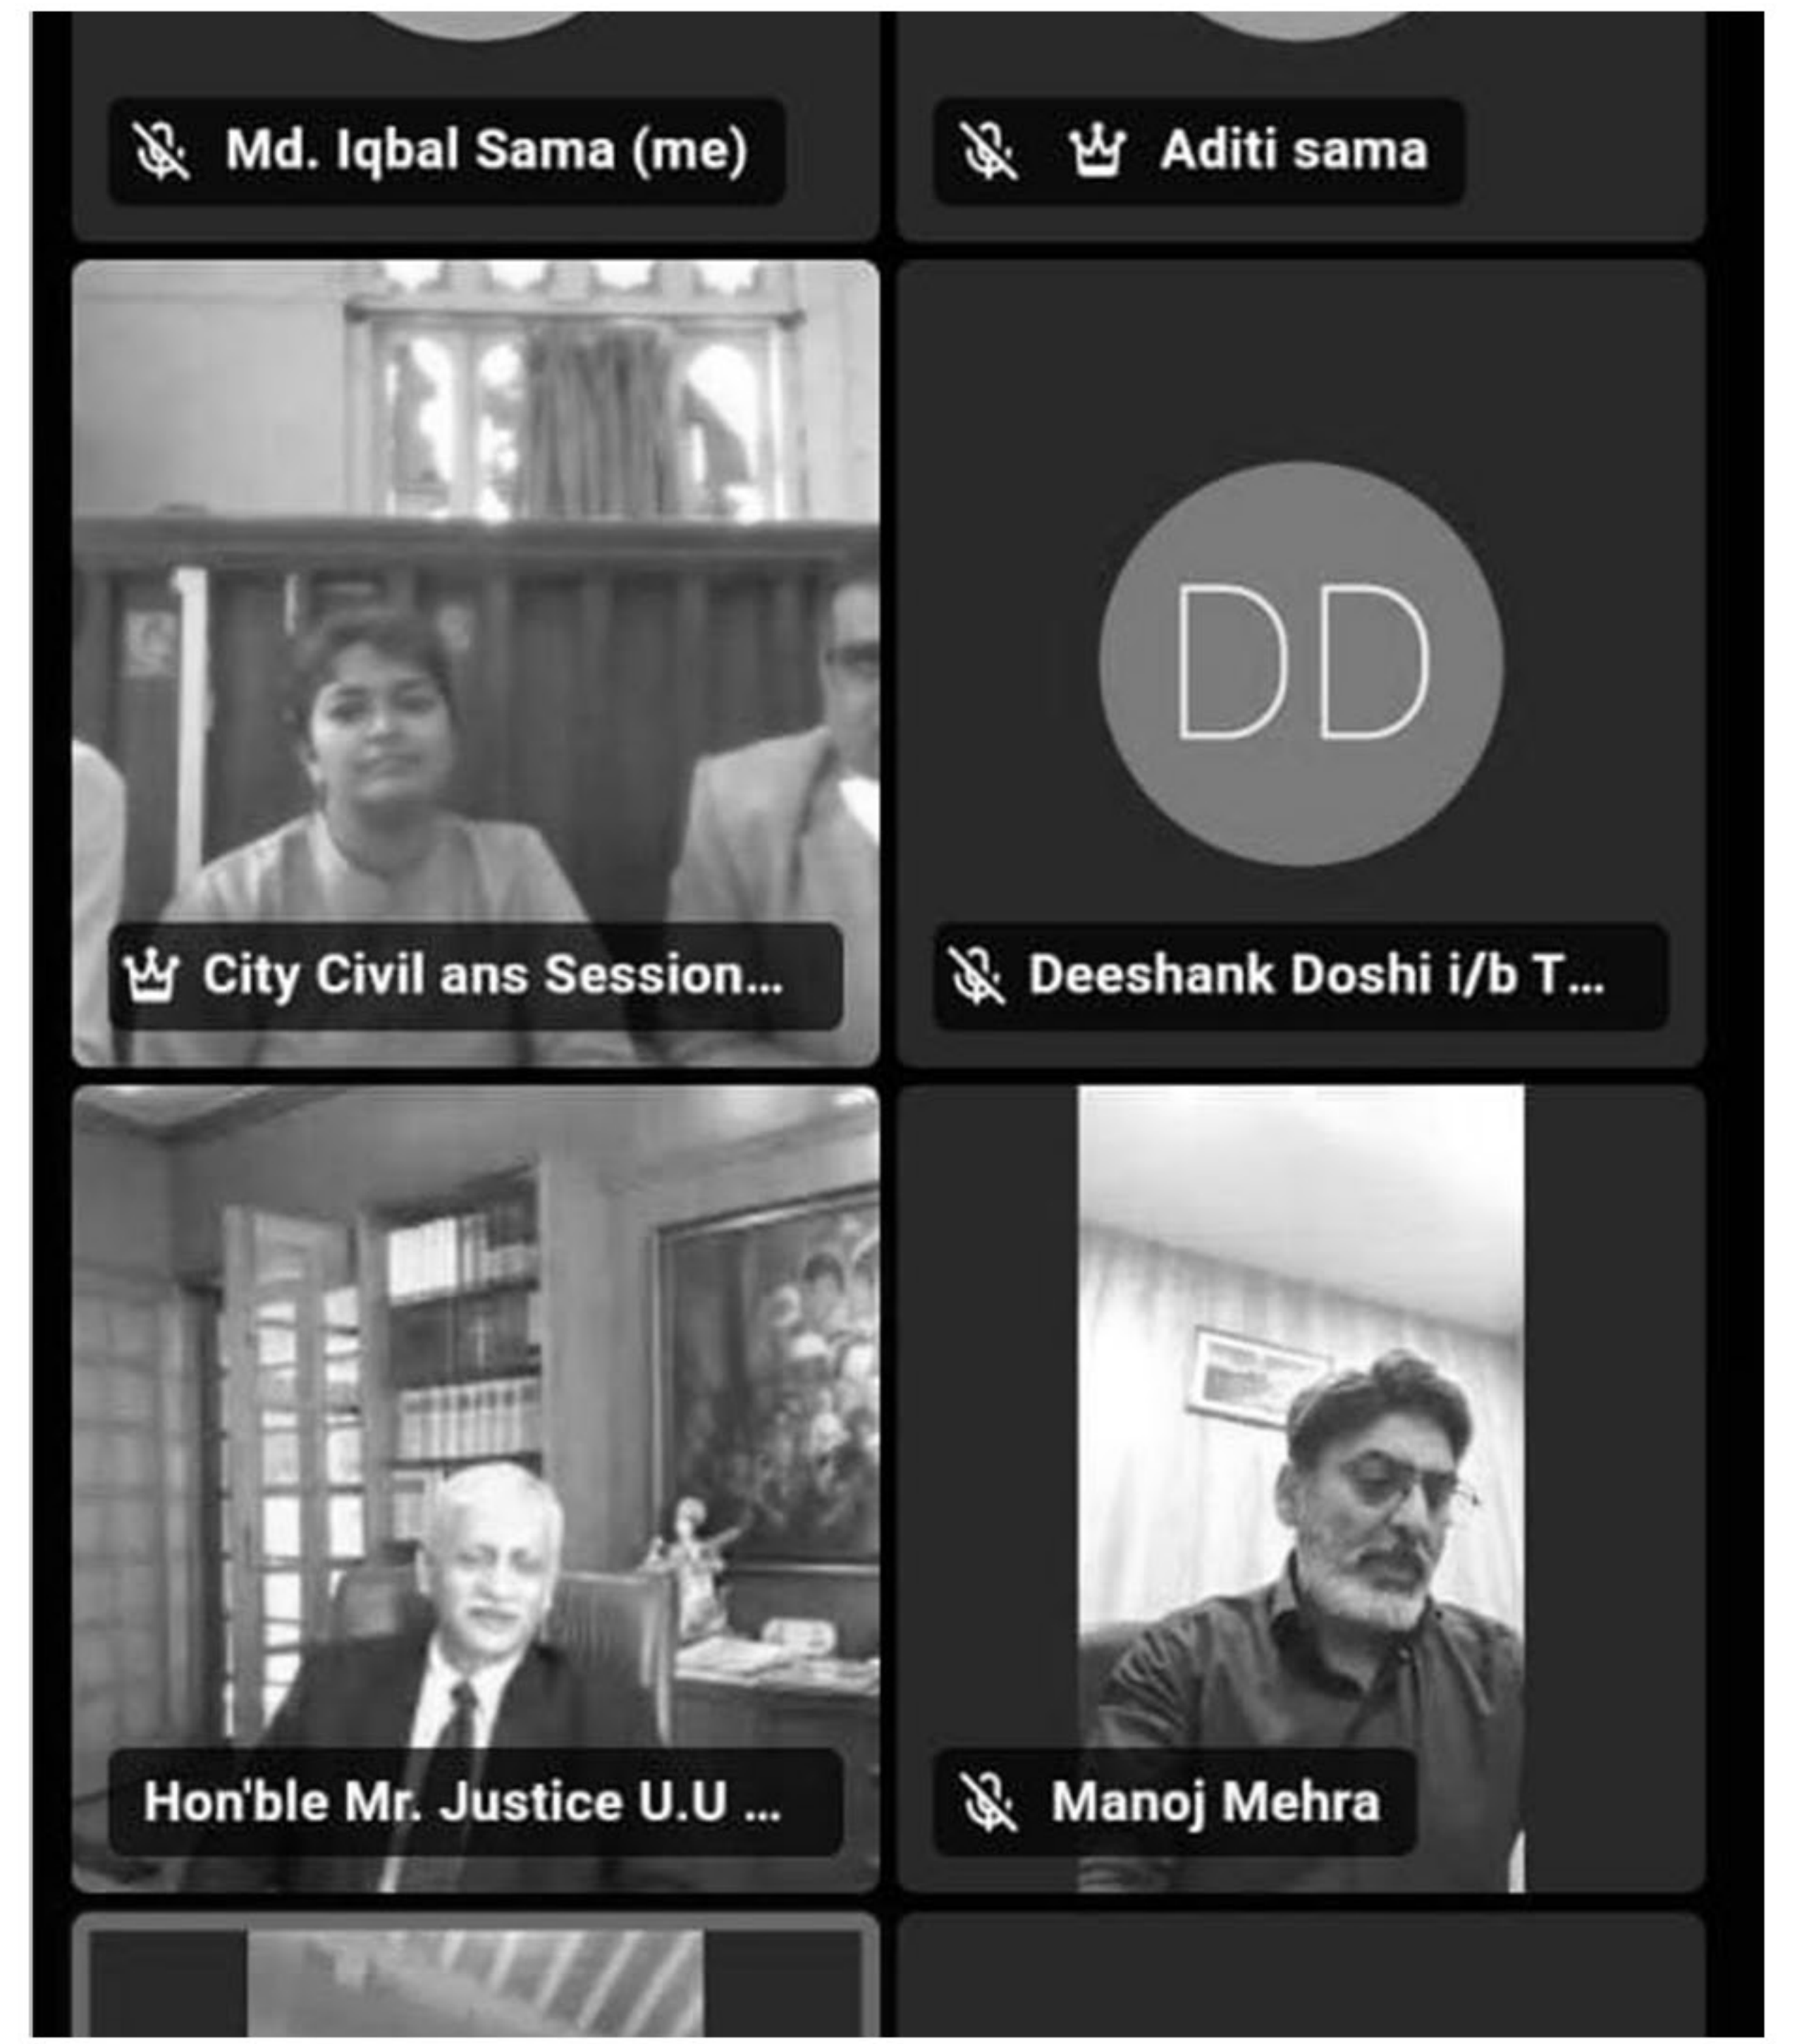 Md. Iqbal Sama (me)
Aditi sama
City Civil ans Session...
DD
Deeshank Doshi i/b T...
Hon'ble Mr. Justice U.U ...
Manoj Mehra